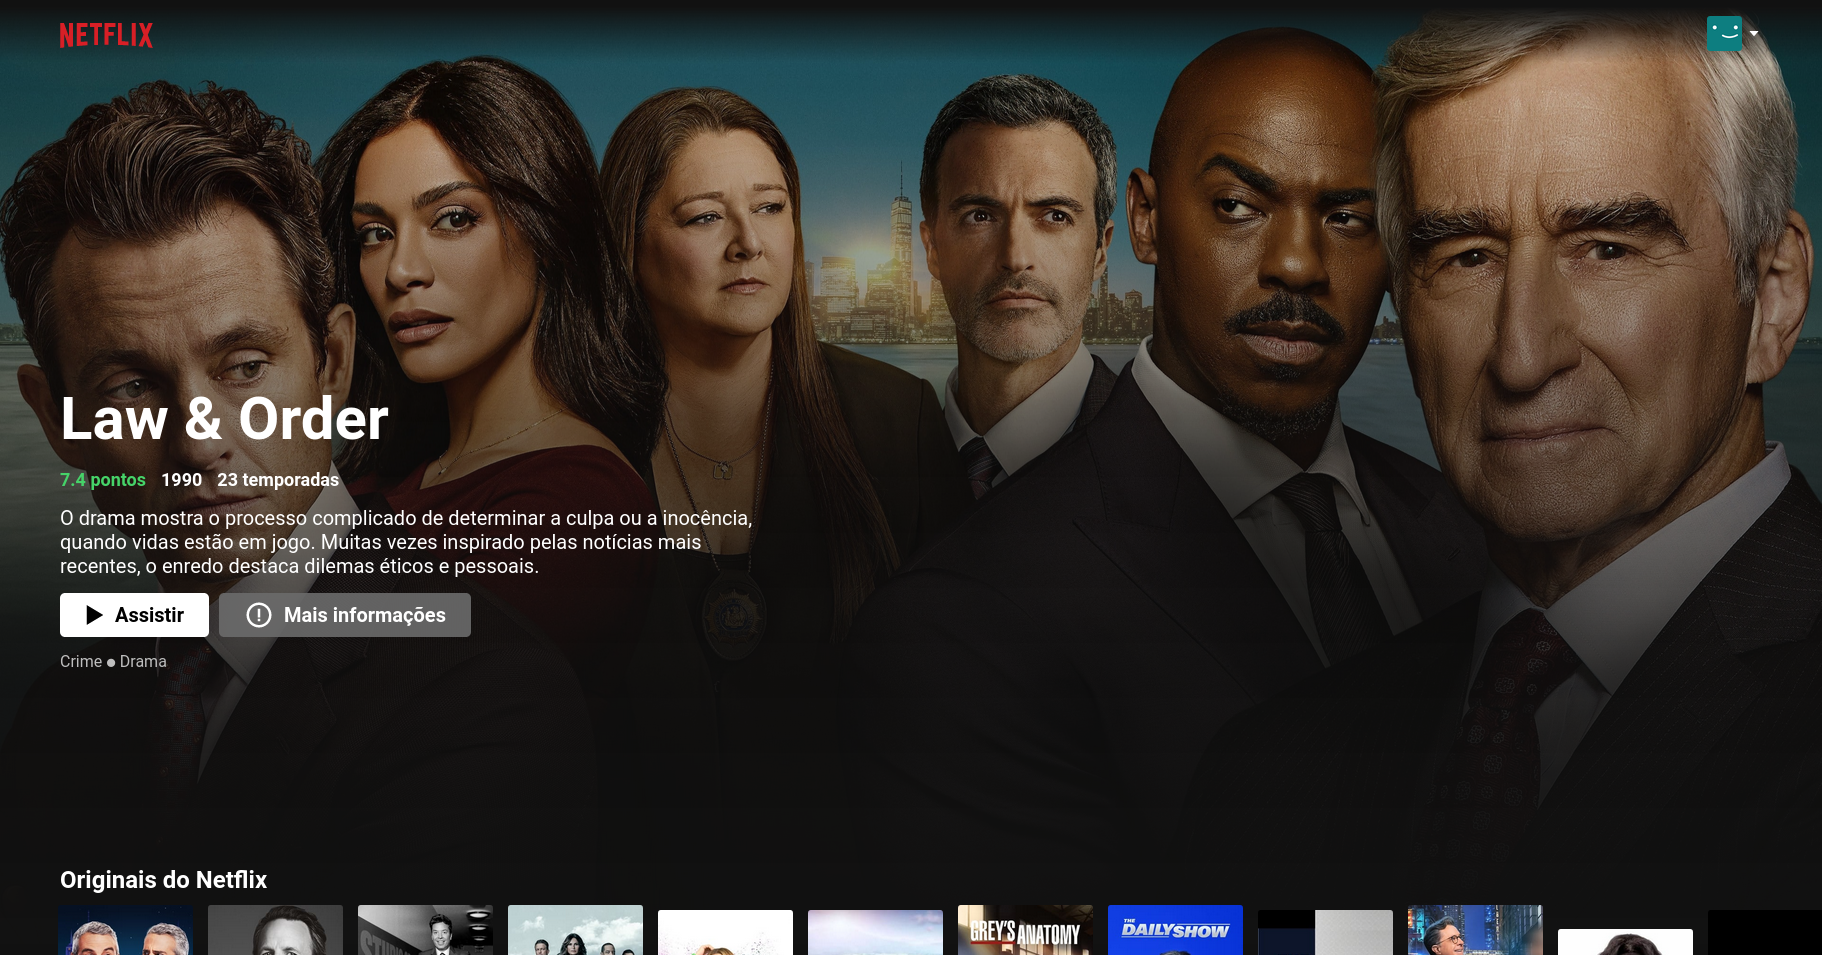 NETFLIX
Law & Order
7.4 pontos 1990 23 temporadas
O drama mostra o processo complicado de determinar a culpa ou a inocência,
quando vidas estão em jogo. Muitas vezes inspirado pelas notícias mais
recentes, o enredo destaca dilemas éticos e pessoais.
Assistir Mais informações
Crime ● Drama
Originais do Netflix
GREY'S ANATOMY
THE
DAILY SHOW